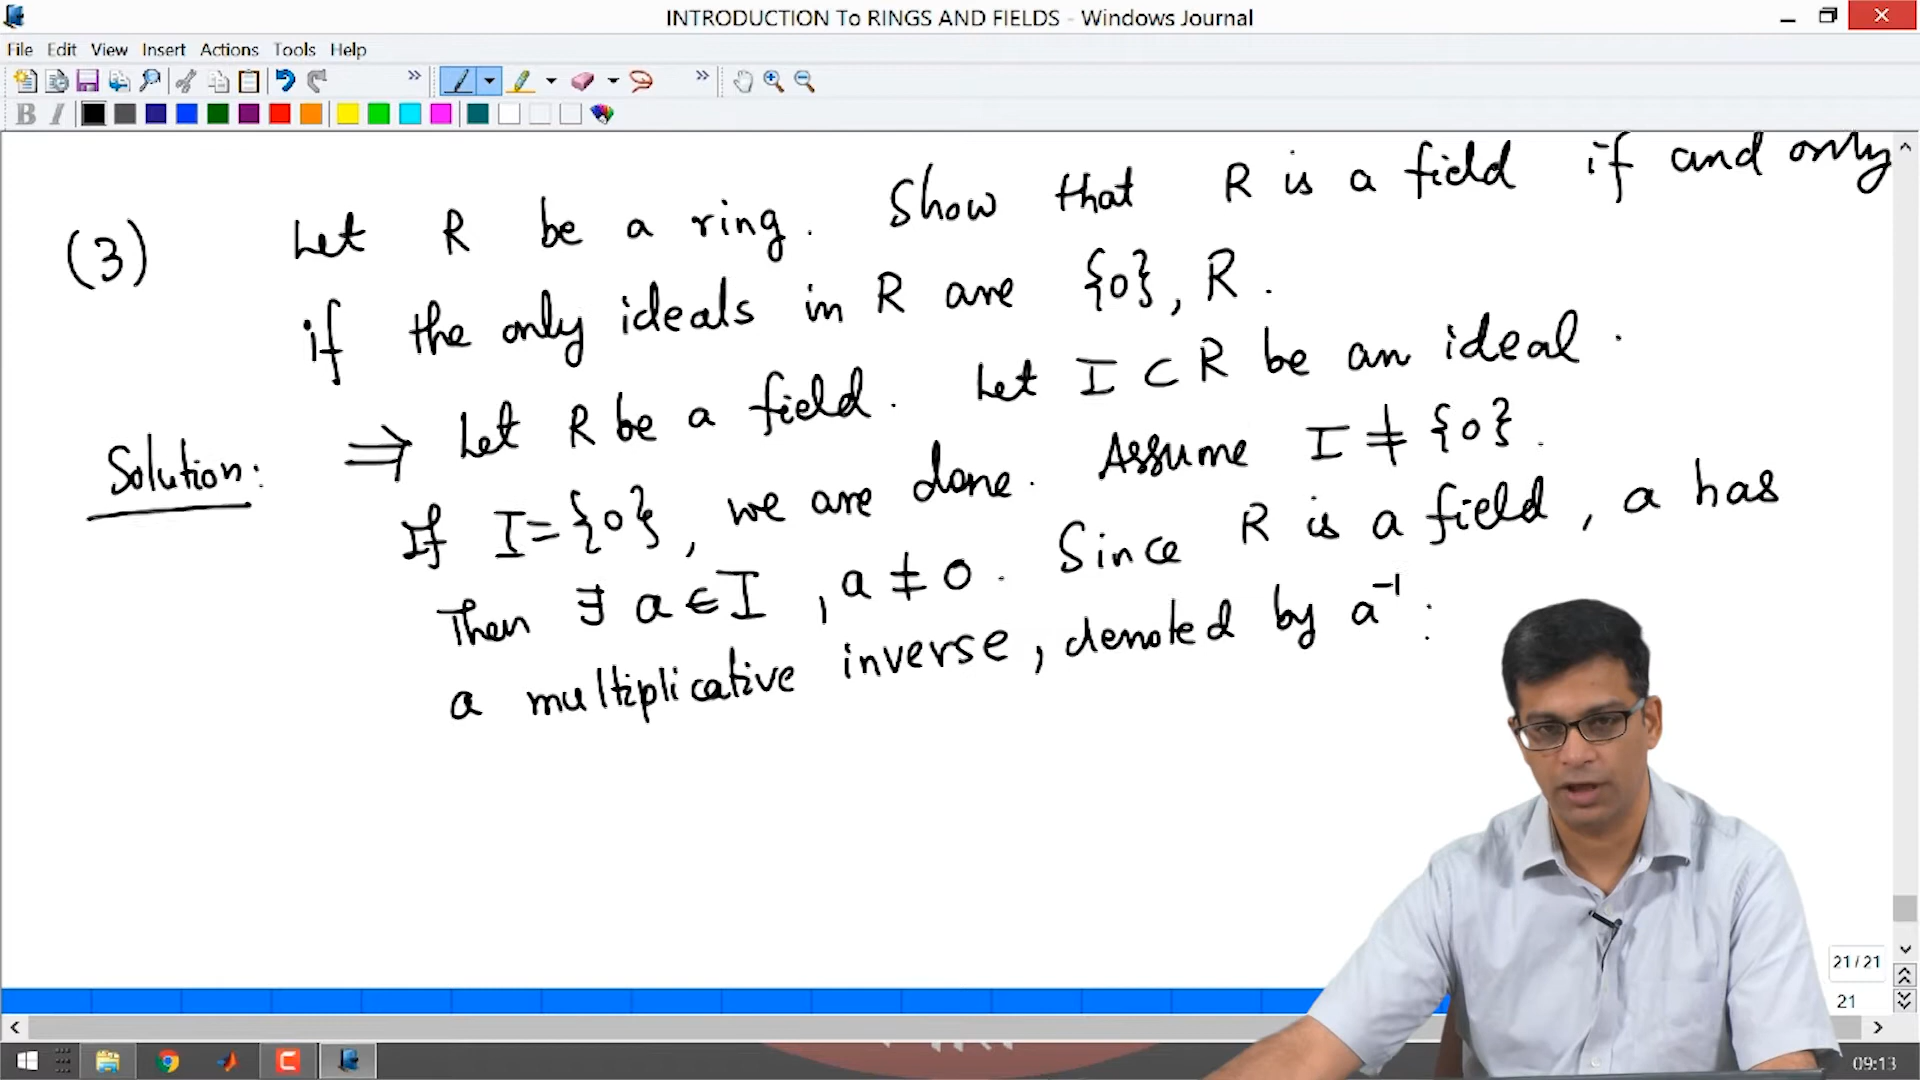 INTRODUCTION To RINGS AND FIELDS - Windows Journal
File Edit View Insert Actions Tools Help
B I
(3) Let R be a ring. Show that R is a field if and only
if the only ideals in R are {0}, R.
Solution: ⇒ Let R be a field. Let I ⊂ R be an ideal.
If I = {0}, we are done. Assume I ≠ {0}.
Then ∃ a ∈ I, a ≠ 0. Since R is a field, a has
a multiplicative inverse, denoted by a⁻¹:
21 / 21
21
09:13